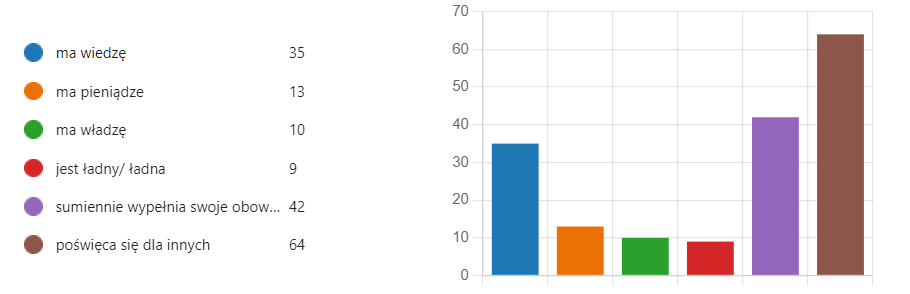 ma wiedzę 35
ma pieniądze 13
ma władzę 10
jest ładny/ ładna 9
sumiennie wypełnia swoje obow... 42
poświęca się dla innych 64
70
60
50
40
30
20
10
0